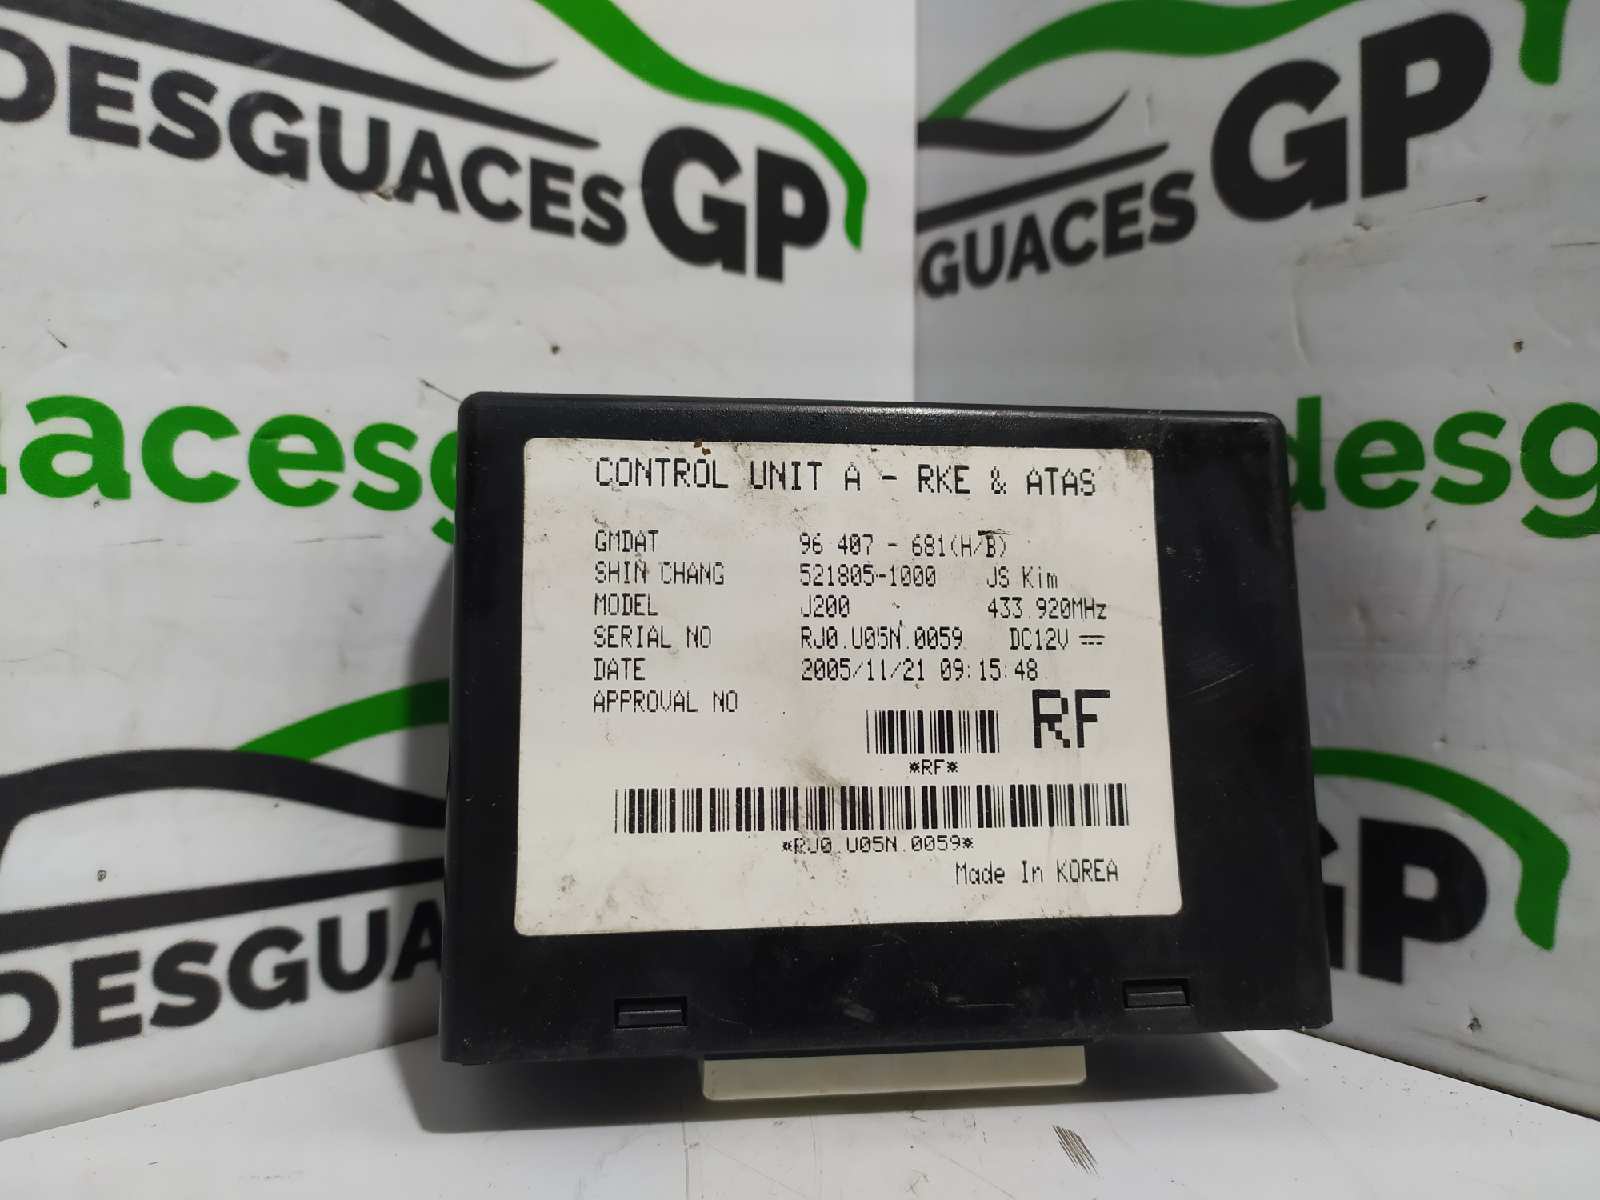 DESGUACES GP
GUACES GP
uacesg
desg
CONTROL UNIT A - RKE & ATAS
GMDAT 96 407 - 681(H/B)
SHIN CHANG 521805-1000 JS Kim
MODEL J200 433.920MHz
SERIAL NO RJ0.U05N.0059 DC12V
DATE 2005/11/21 09:15:48
APPROVAL NO
RF
*RF*
*RJ0.U05N.0059*
Made In KOREA
DESGUA
GP